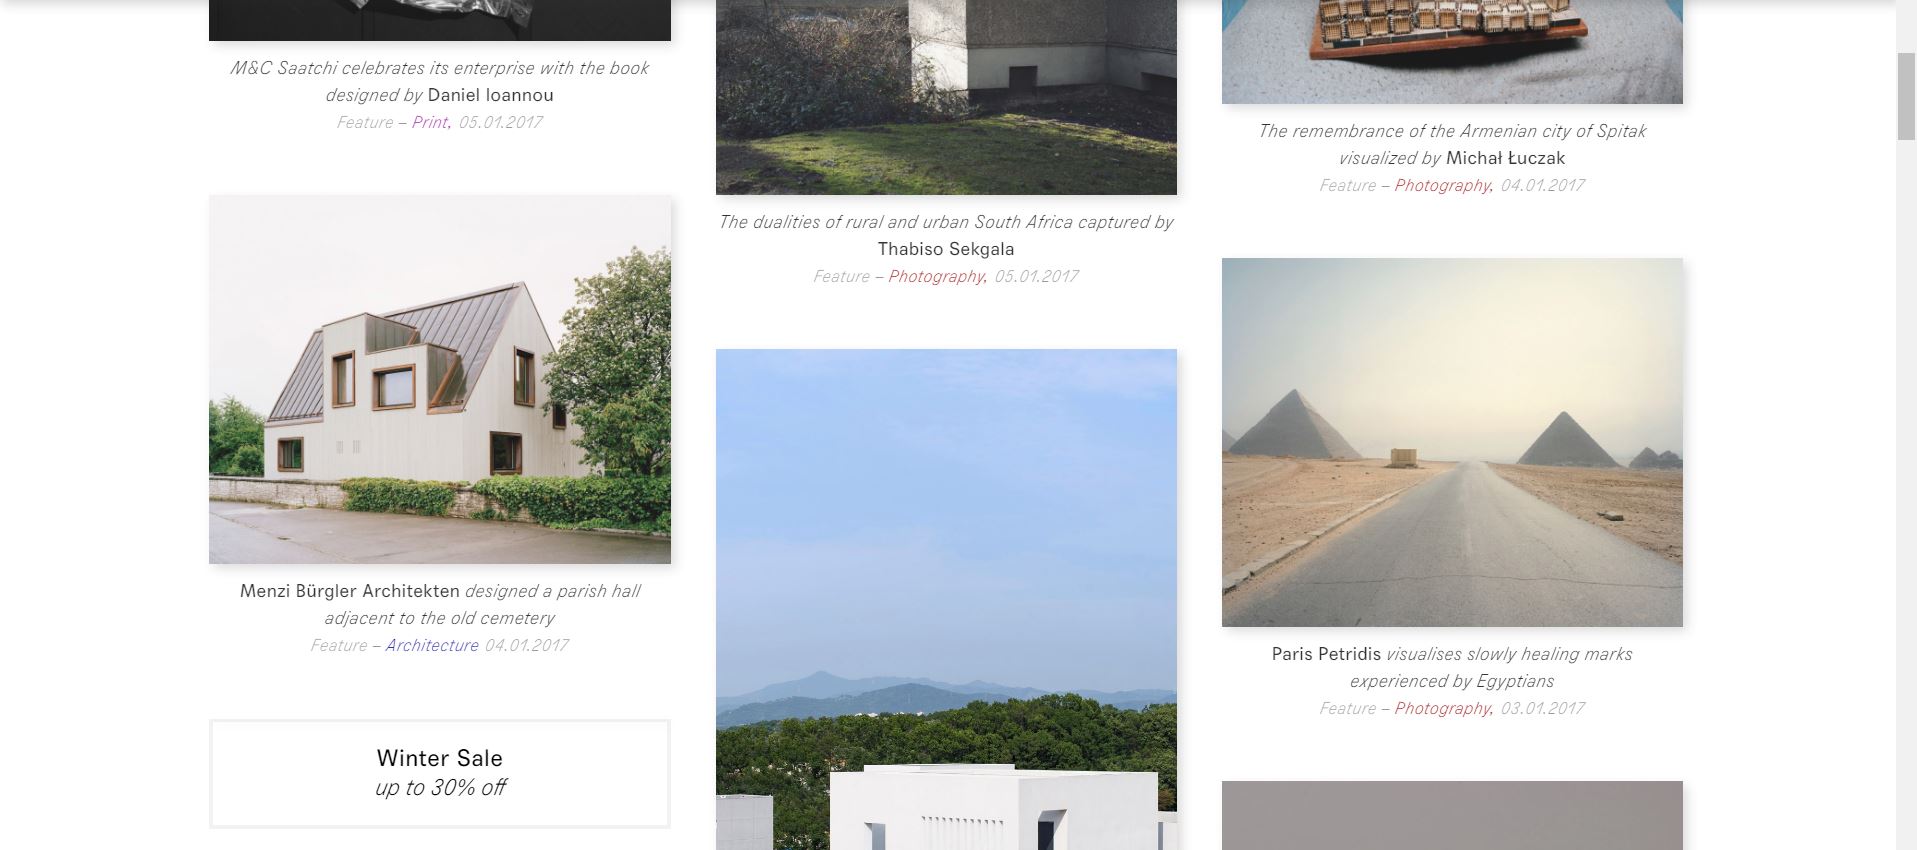 M&C Saatchi celebrates its enterprise with the book
designed by Daniel Ioannou
Feature – Print, 05.01.2017
Menzi Bürgler Architekten designed a parish hall
adjacent to the old cemetery
Feature – Architecture 04.01.2017
Winter Sale
up to 30% off
The dualities of rural and urban South Africa captured by
Thabiso Sekgala
Feature – Photography, 05.01.2017
The remembrance of the Armenian city of Spitak
visualized by Michał Łuczak
Feature – Photography, 04.01.2017
Paris Petridis visualises slowly healing marks
experienced by Egyptians
Feature – Photography, 03.01.2017